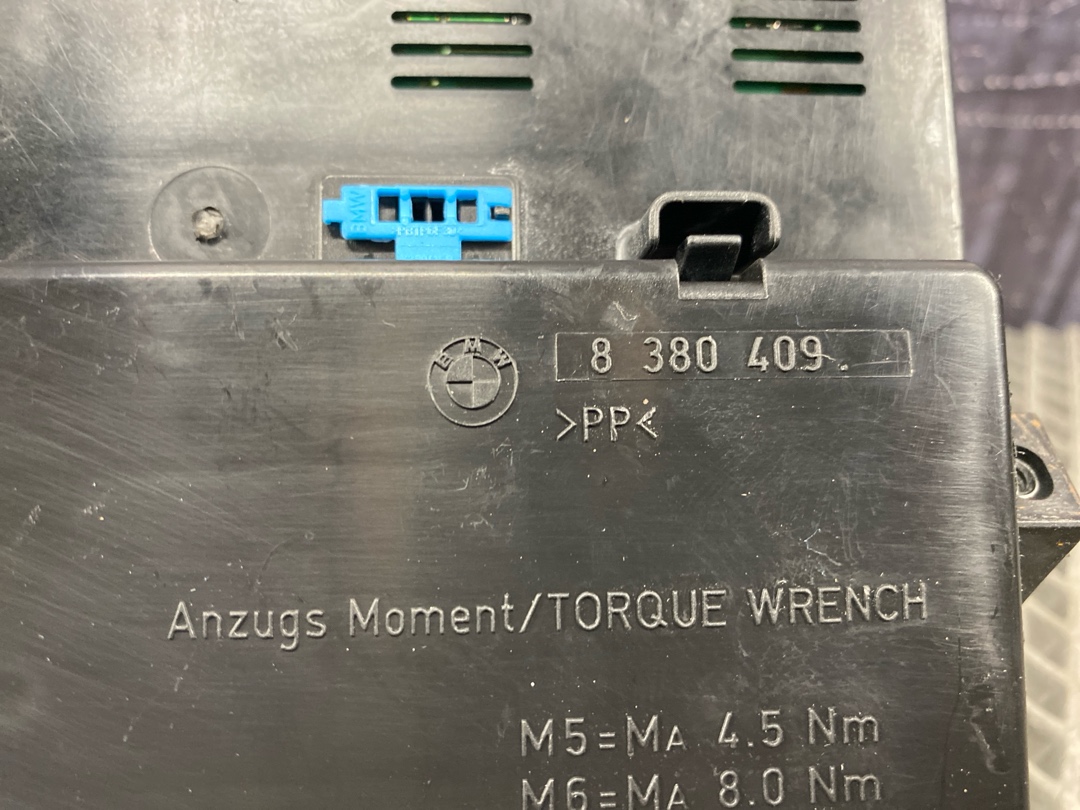 BMW
BMW
8 380 409.
>PP<
Anzugs Moment/TORQUE WRENCH
M5=MA 4.5 Nm
M6=MA 8.0 Nm